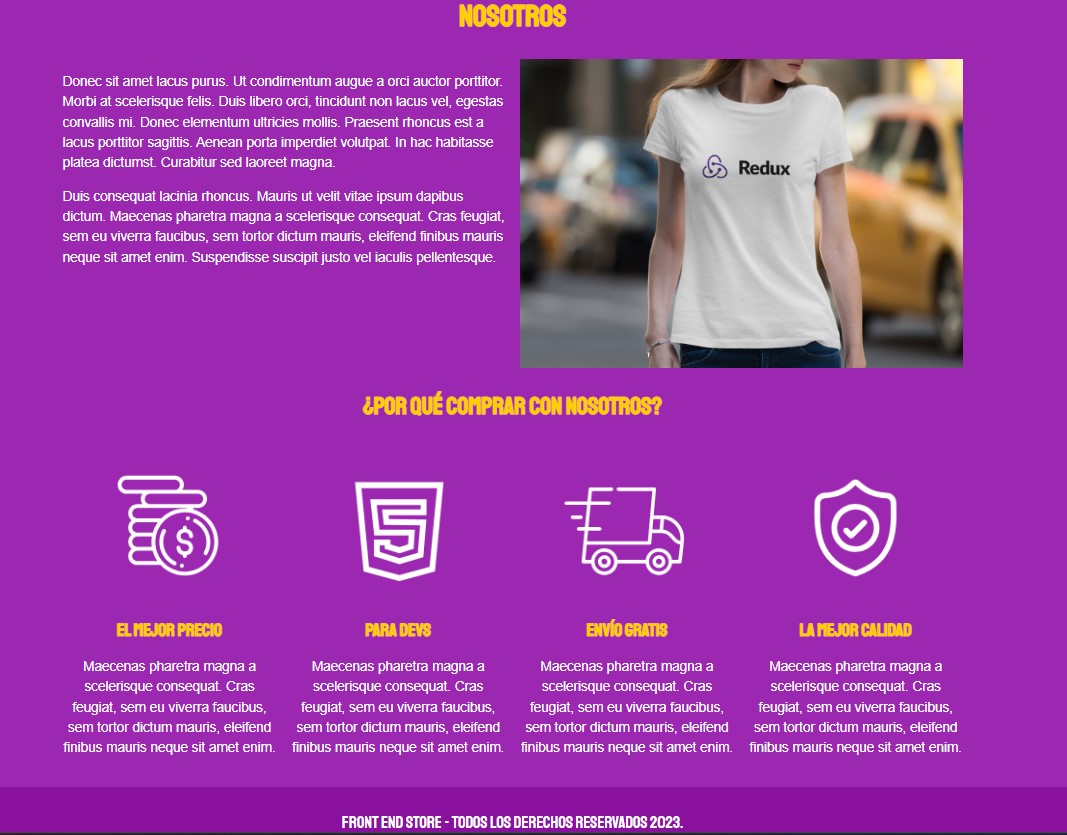 NOSOTROS
Donec sit amet lacus purus. Ut condimentum augue a orci auctor porttitor.
Morbi at scelerisque felis. Duis libero orci, tincidunt non lacus vel, egestas
convallis mi. Donec elementum ultricies mollis. Praesent rhoncus est a
lacus porttitor sagittis. Aenean porta imperdiet volutpat. In hac habitasse
platea dictumst. Curabitur sed laoreet magna.
Duis consequat lacinia rhoncus. Mauris ut velit vitae ipsum dapibus
dictum. Maecenas pharetra magna a scelerisque consequat. Cras feugiat,
sem eu viverra faucibus, sem tortor dictum mauris, eleifend finibus mauris
neque sit amet enim. Suspendisse suscipit justo vel iaculis pellentesque.
Redux
¿POR QUÉ COMPRAR CON NOSOTROS?
5
$
EL MEJOR PRECIO
Maecenas pharetra magna a
scelerisque consequat. Cras
feugiat, sem eu viverra faucibus,
sem tortor dictum mauris, eleifend
finibus mauris neque sit amet enim.
PARA DEVS
Maecenas pharetra magna a
scelerisque consequat. Cras
feugiat, sem eu viverra faucibus,
sem tortor dictum mauris, eleifend
finibus mauris neque sit amet enim.
ENVÍO GRATIS
Maecenas pharetra magna a
scelerisque consequat. Cras
feugiat, sem eu viverra faucibus,
sem tortor dictum mauris, eleifend
finibus mauris neque sit amet enim.
LA MEJOR CALIDAD
Maecenas pharetra magna a
scelerisque consequat. Cras
feugiat, sem eu viverra faucibus,
sem tortor dictum mauris, eleifend
finibus mauris neque sit amet enim.
FRONT END STORE - TODOS LOS DERECHOS RESERVADOS 2023.